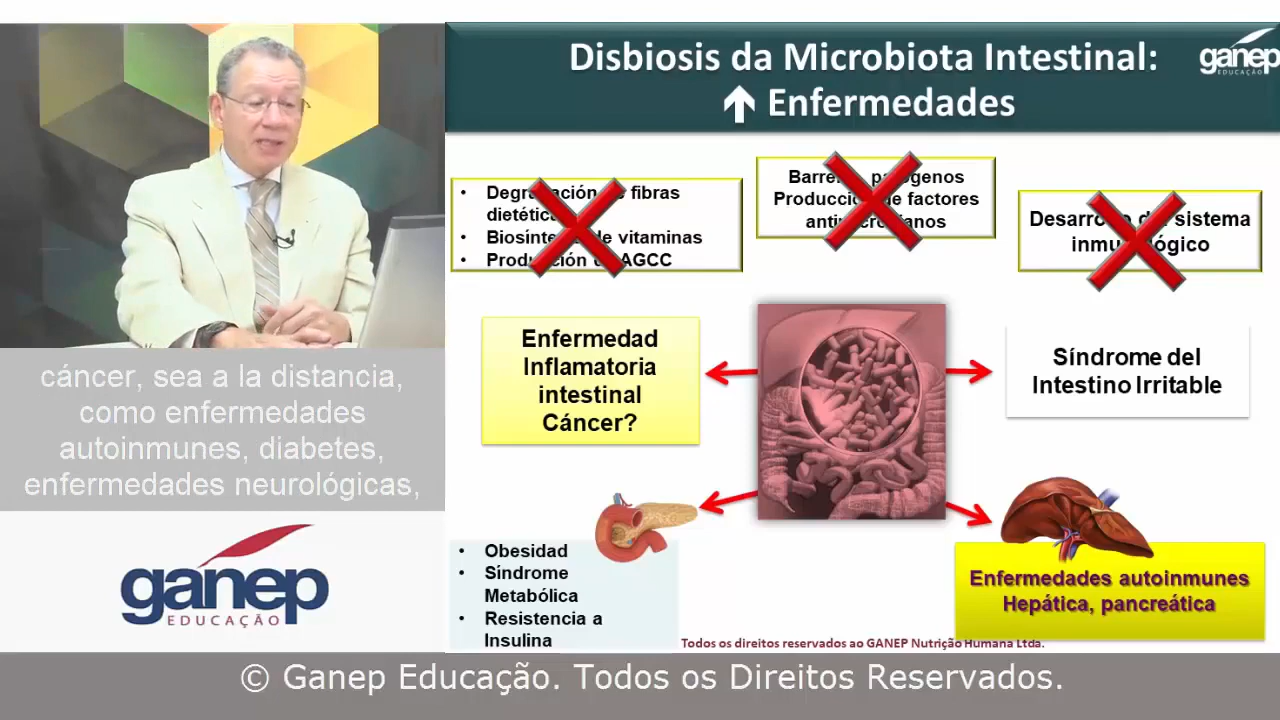 Disbiosis da Microbiota Intestinal:
Enfermedades
ganep
EDUCAÇÃO
• fibras
• Biosíntesis de vitaminas
• Producción de AGCC
Barrera patógenos
Producción de factores
antimicrobianos
Desarrollo del sistema
inmunológico
Enfermedad
Inflamatoria
intestinal
Cáncer?
Síndrome del
Intestino Irritable
cáncer, sea a la distancia,
como enfermedades
autoinmunes, diabetes,
enfermedades neurológicas,
ganep
EDUCAÇÃO
• Obesidad
• Síndrome
Metabólica
• Resistencia a
Insulina
Enfermedades autoinmunes
Hepática, pancreática
Todos os direitos reservados ao GANEP Nutrição Humana Ltda.
© Ganep Educação. Todos os Direitos Reservados.